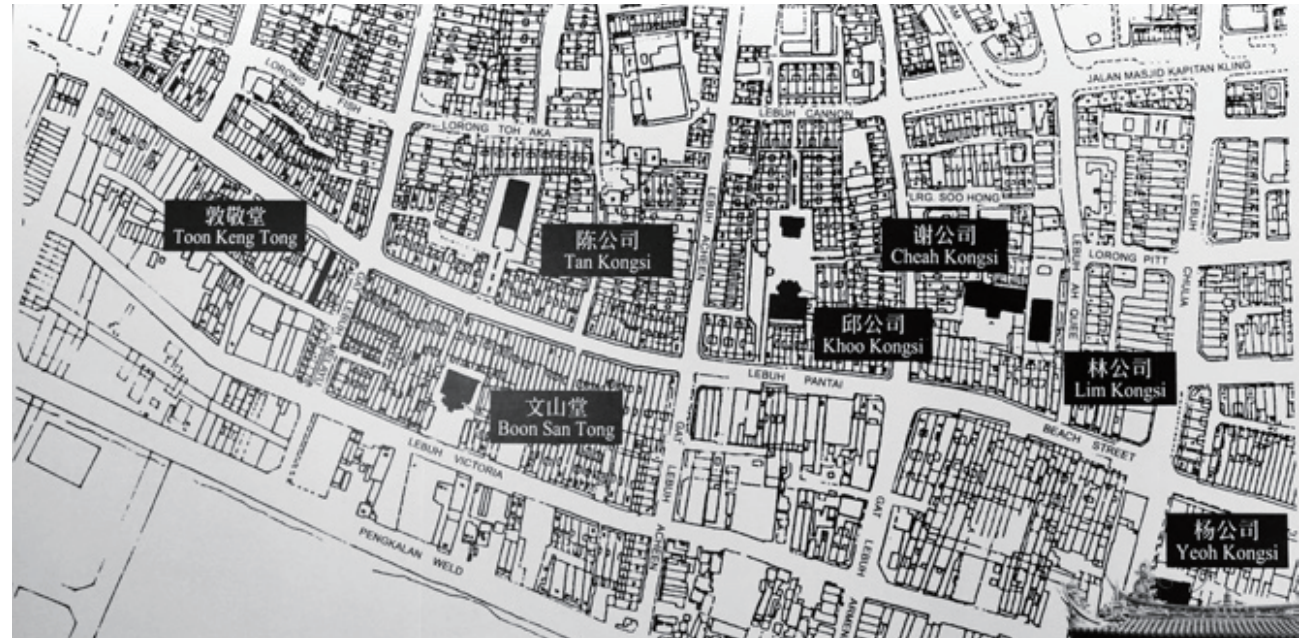 LORONG FISH
LORONG TOH AKA
LEBUH CANNON
JALAN MASJID KAPITAN KLING
LRG. SOO HONG
LEBUH ACHEEN
敦敬堂
Toon Keng Tong
陈公司
Tan Kongsi
谢公司
Cheah Kongsi
LORONG PITT
LEBUH AH QUEE
LEBUH CHULIA
邱公司
Khoo Kongsi
林公司
Lim Kongsi
LEBUH PANTAI
文山堂
Boon San Tong
BEACH STREET
LEBUH VICTORIA
GAT LEBUH ACHEH
GAT LEBUH ARMEN
PENGKALAN WELD
杨公司
Yeoh Kongsi